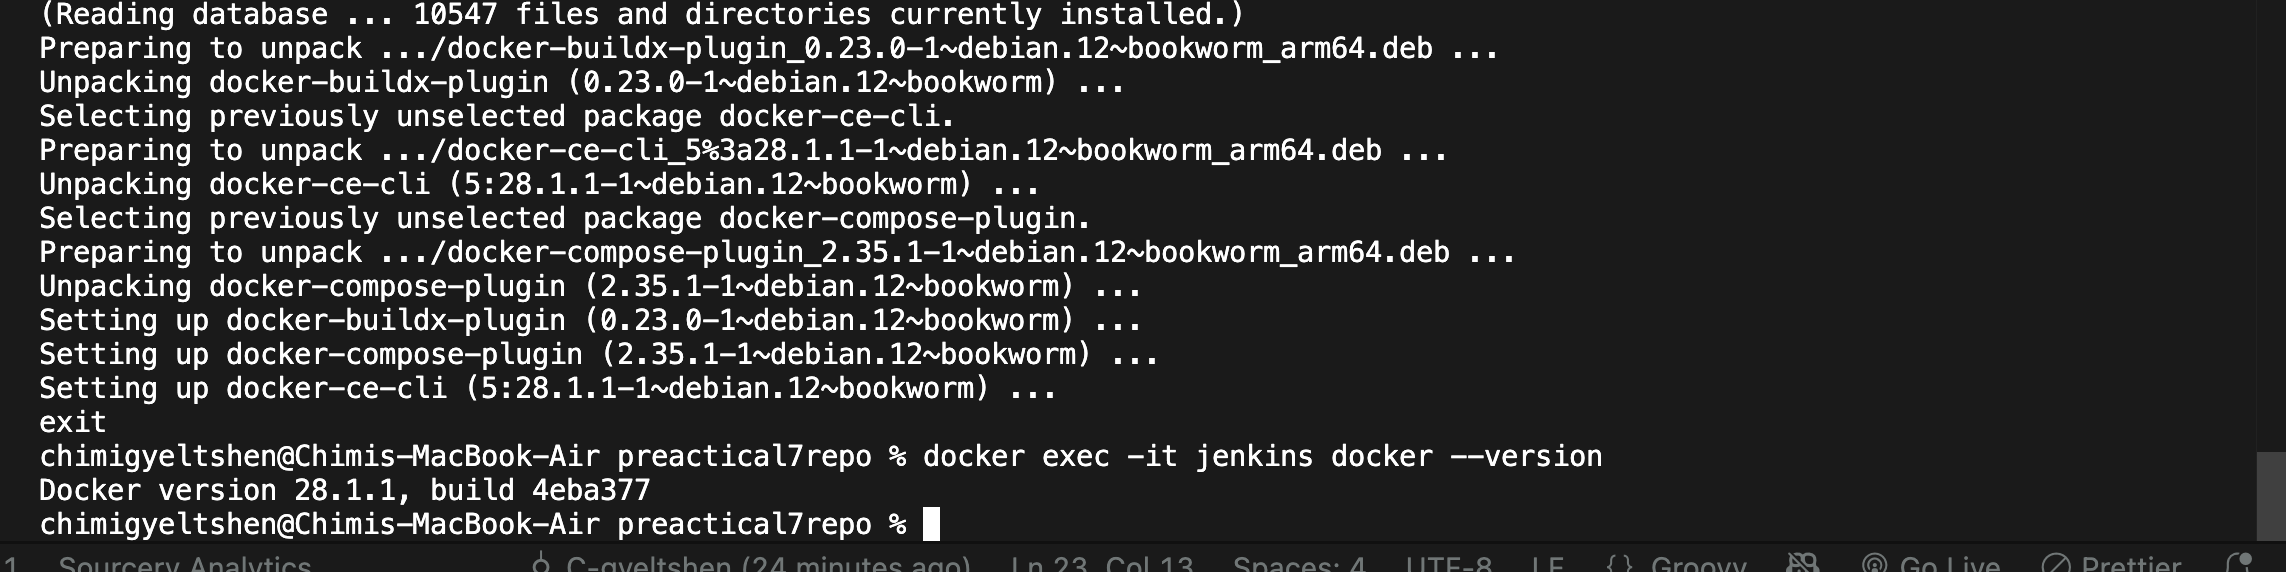 (Reading database ... 10547 files and directories currently installed.)
Preparing to unpack .../docker-buildx-plugin_0.23.0-1~debian.12~bookworm_arm64.deb ...
Unpacking docker-buildx-plugin (0.23.0-1~debian.12~bookworm) ...
Selecting previously unselected package docker-ce-cli.
Preparing to unpack .../docker-ce-cli_5%3a28.1.1-1~debian.12~bookworm_arm64.deb ...
Unpacking docker-ce-cli (5:28.1.1-1~debian.12~bookworm) ...
Selecting previously unselected package docker-compose-plugin.
Preparing to unpack .../docker-compose-plugin_2.35.1-1~debian.12~bookworm_arm64.deb ...
Unpacking docker-compose-plugin (2.35.1-1~debian.12~bookworm) ...
Setting up docker-buildx-plugin (0.23.0-1~debian.12~bookworm) ...
Setting up docker-compose-plugin (2.35.1-1~debian.12~bookworm) ...
Setting up docker-ce-cli (5:28.1.1-1~debian.12~bookworm) ...
exit
chimigyeltshen@Chimis-MacBook-Air preactical7repo % docker exec -it jenkins docker --version
Docker version 28.1.1, build 4eba377
chimigyeltshen@Chimis-MacBook-Air preactical7repo %
1 Sourcery Analytics C-gyeltshen (24 minutes ago) Ln 23, Col 13 Spaces: 4 UTF-8 LF {} Groovy Go Live Prettier